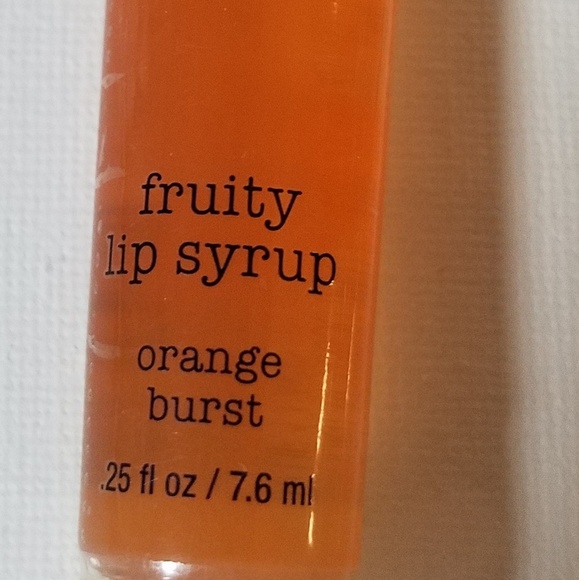 fruity
lip syrup
orange
burst
.25 fl oz / 7.6 ml